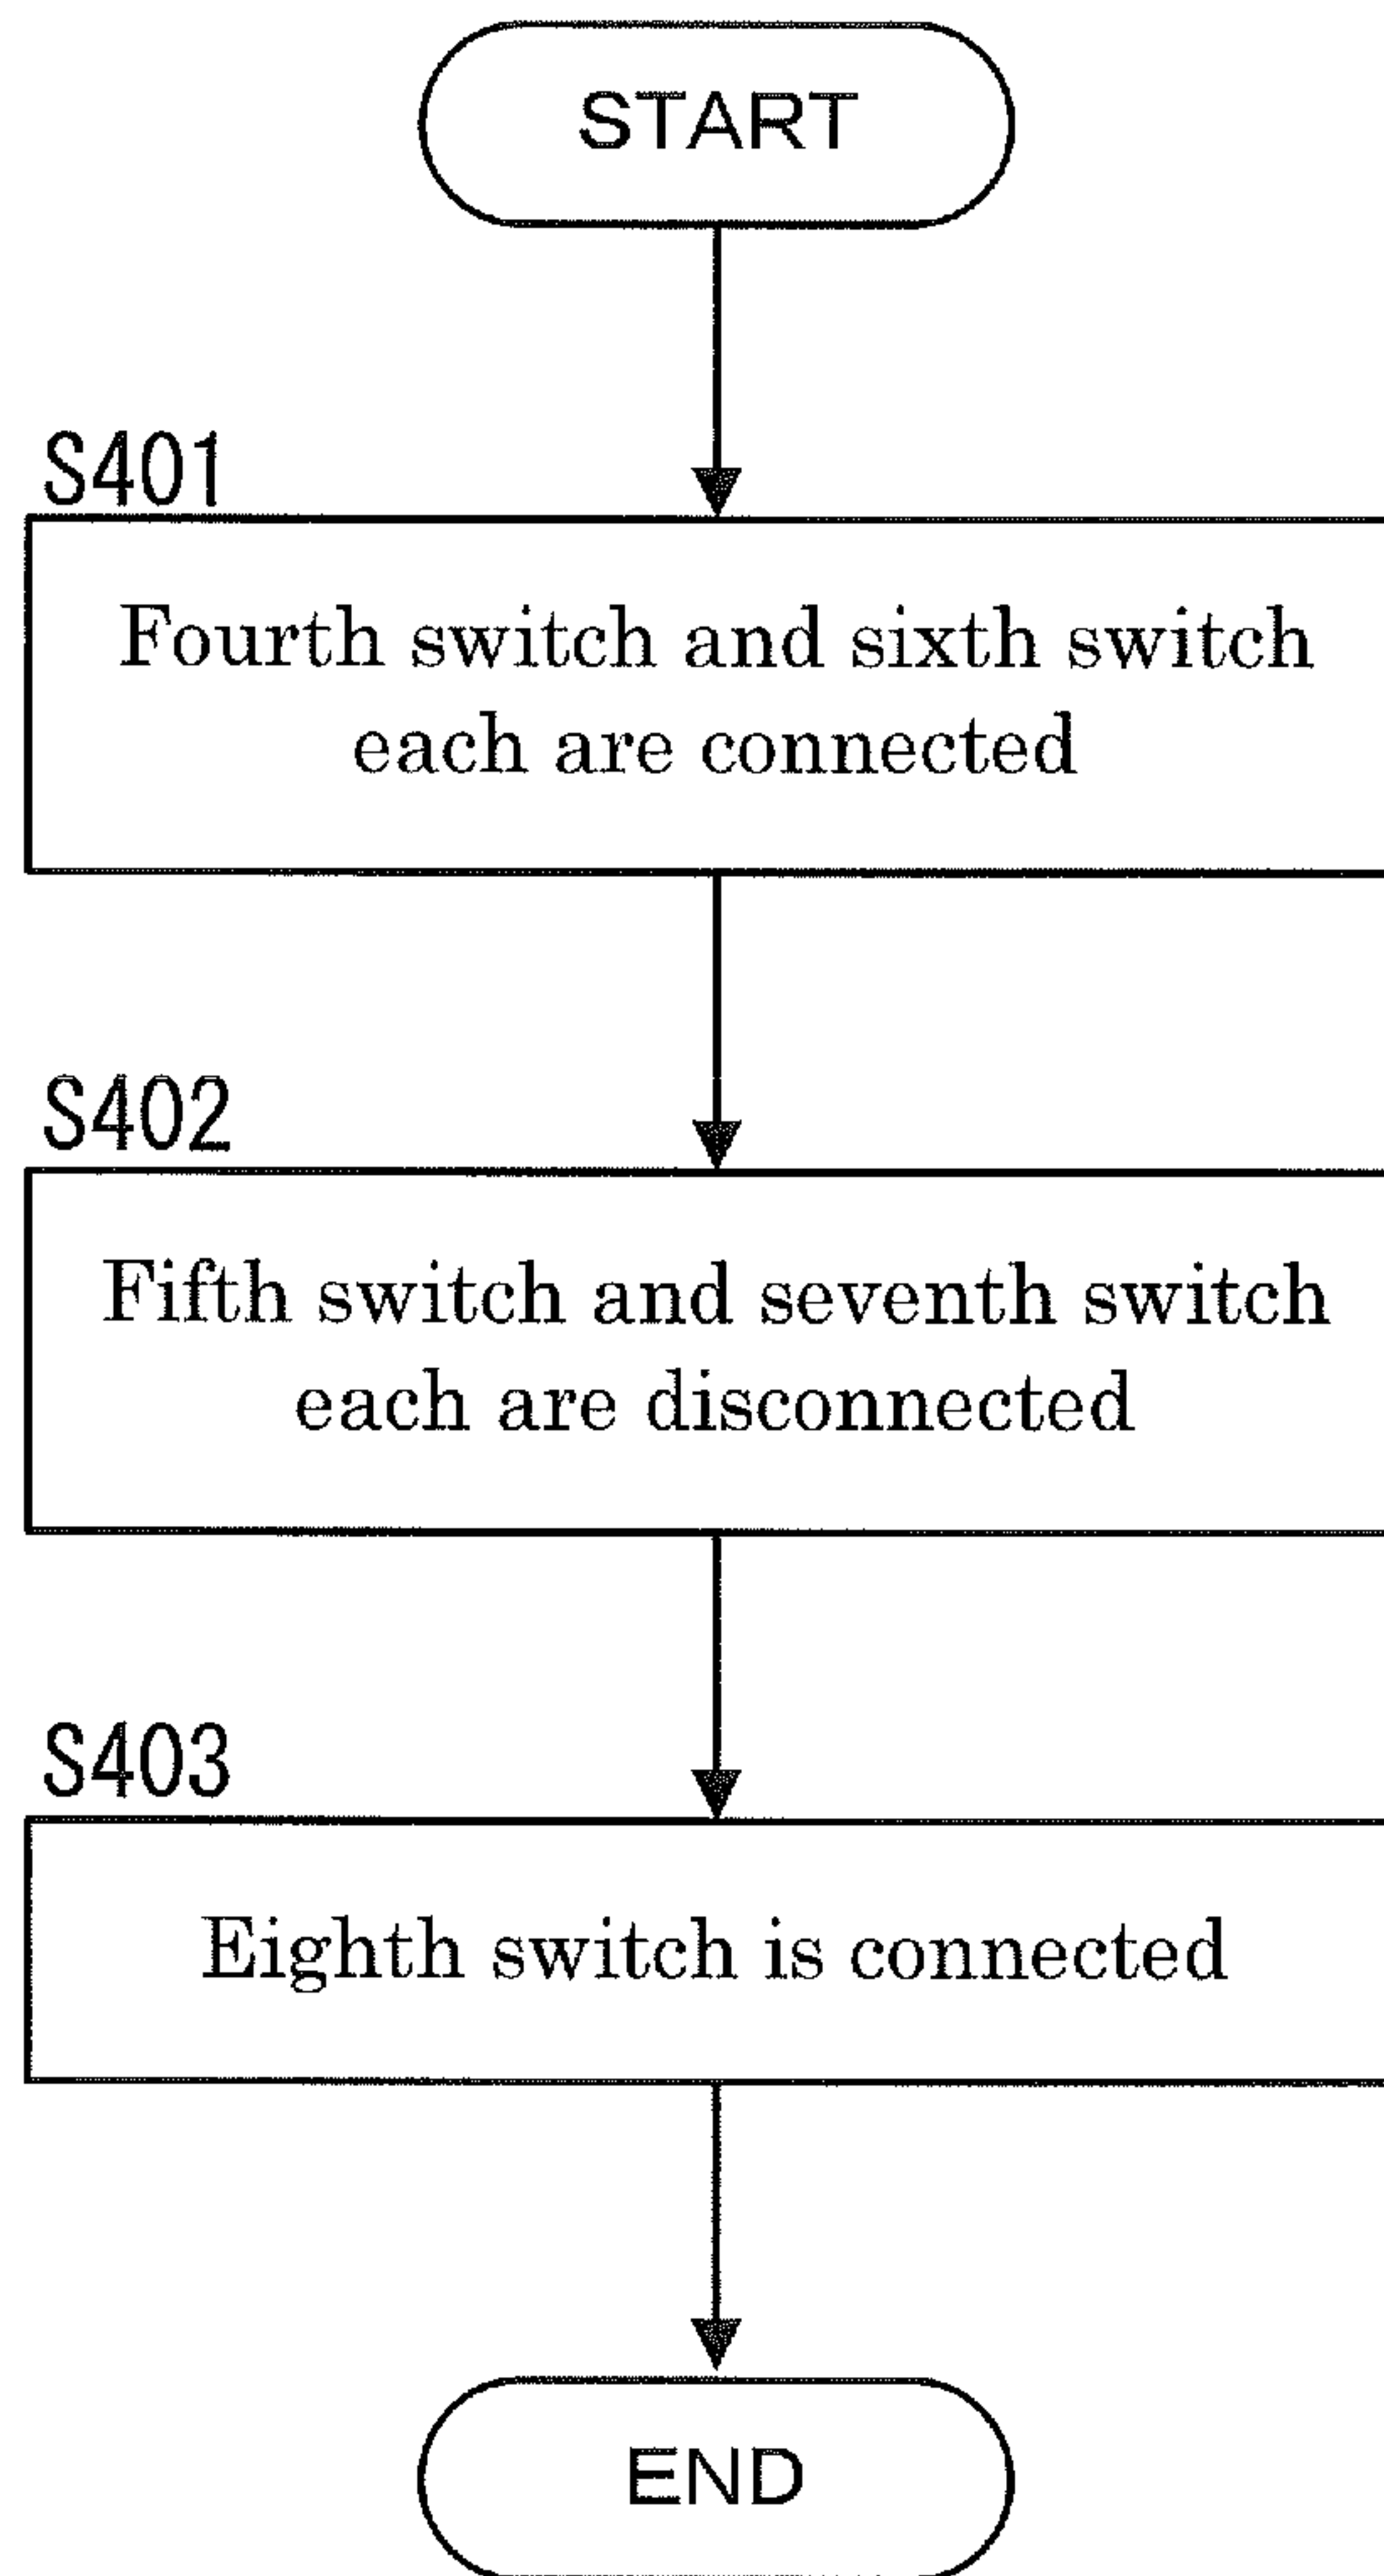 START
S401
Fourth switch and sixth switch
each are connected
S402
Fifth switch and seventh switch
each are disconnected
S403
Eighth switch is connected
END